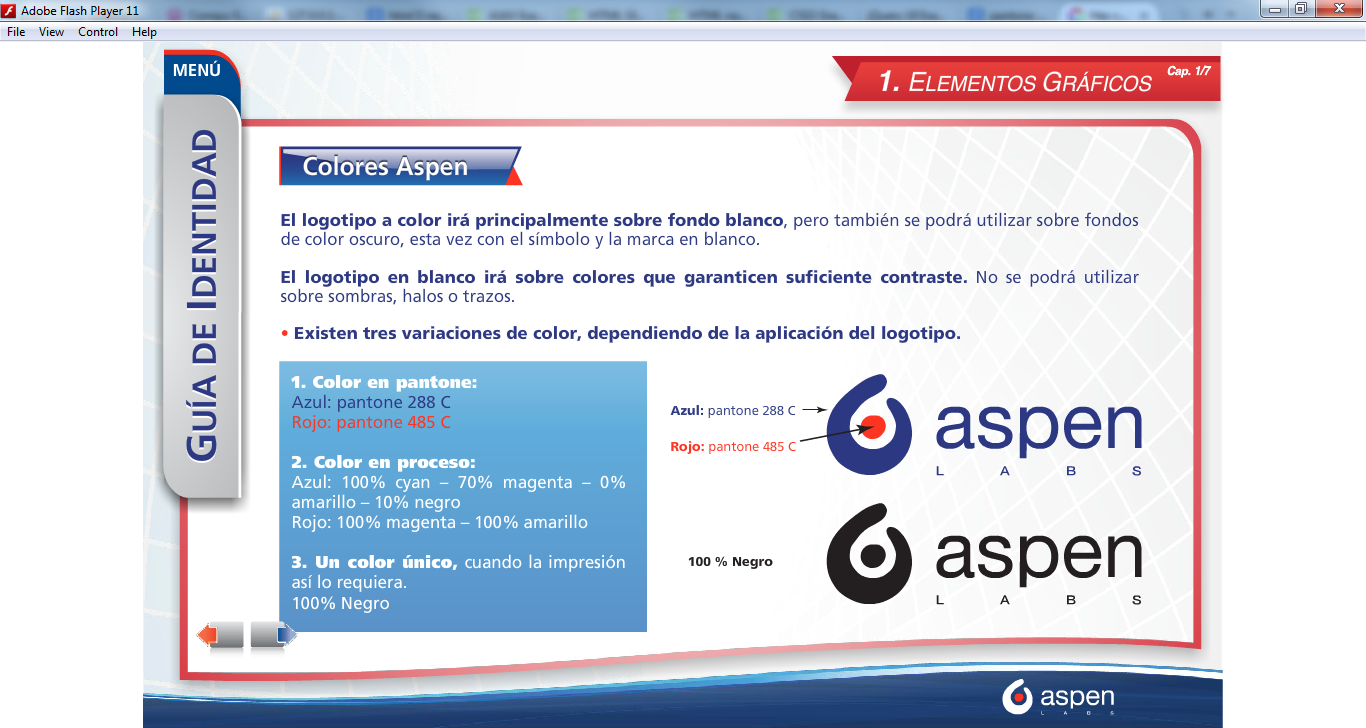 Adobe Flash Player 11
File View Control Help
MENÚ
1. ELEMENTOS GRÁFICOS
Cap. 1/7
GUÍA DE IDENTIDAD
Colores Aspen
El logotipo a color irá principalmente sobre fondo blanco, pero también se podrá utilizar sobre fondos
de color oscuro, esta vez con el símbolo y la marca en blanco.
El logotipo en blanco irá sobre colores que garanticen suficiente contraste. No se podrá utilizar
sobre sombras, halos o trazos.
• Existen tres variaciones de color, dependiendo de la aplicación del logotipo.
1. Color en pantone:
Azul: pantone 288 C
Rojo: pantone 485 C
2. Color en proceso:
Azul: 100% cyan – 70% magenta – 0%
amarillo – 10% negro
Rojo: 100% magenta – 100% amarillo
3. Un color único, cuando la impresión
así lo requiera.
100% Negro
Azul: pantone 288 C
Rojo: pantone 485 C
aspen
LABS
100 % Negro
aspen
LABS
aspen
LABS